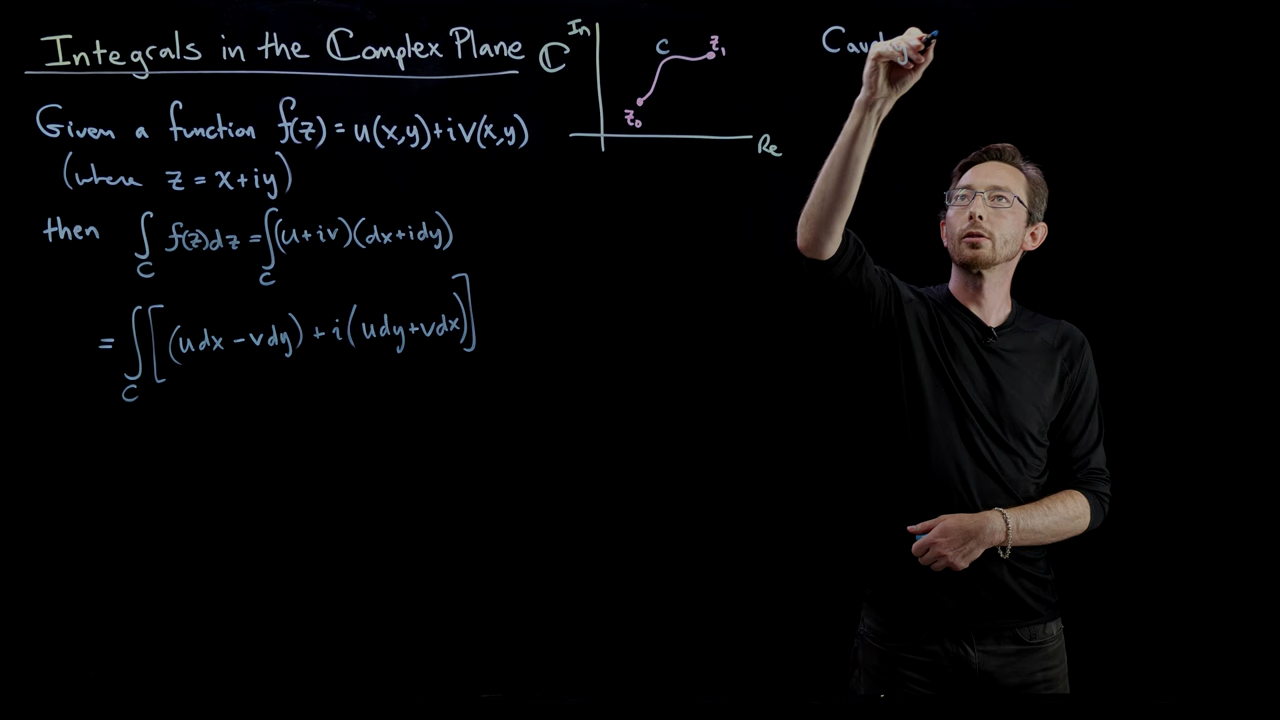 Integrals in the Complex Plane
ℂ
Im
C
z₁
z₀
Re
Given a function f(z) = u(x,y)+iv(x,y)
(where z = x+iy)
then ∫_C f(z)dz = ∫_C (u+iv)(dx+idy)
= ∫_C [(udx - vdy) + i(udy+vdx)]